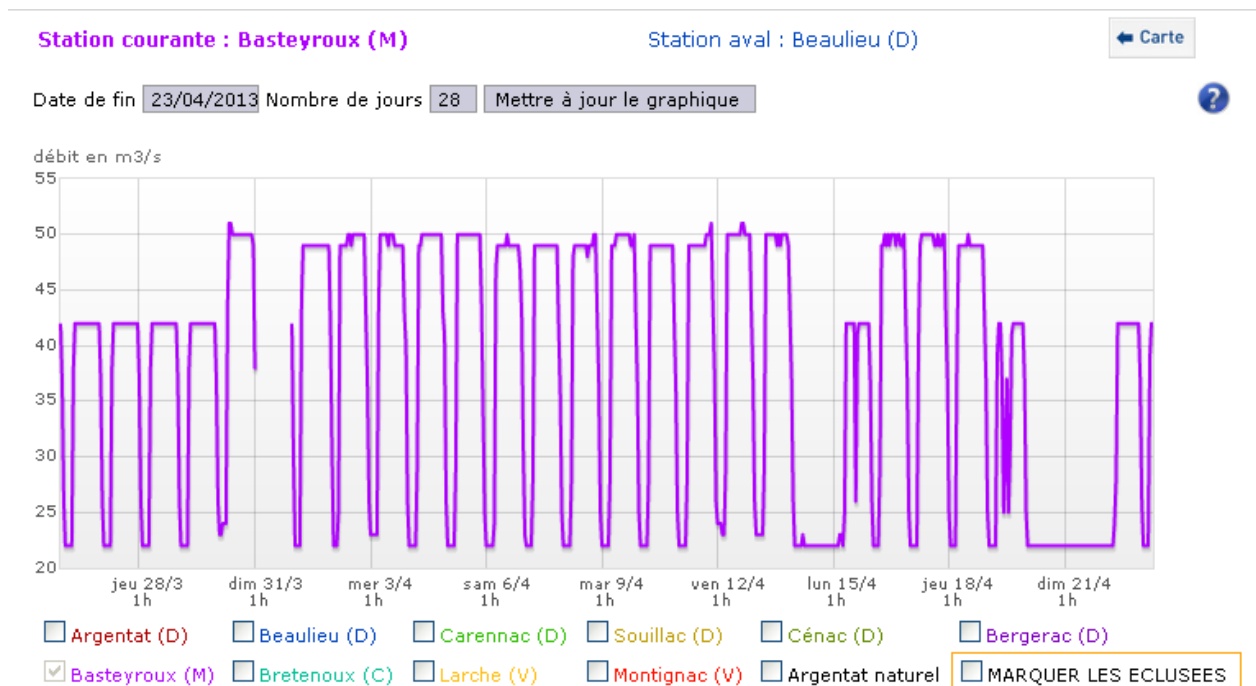 Station courante : Basteyroux (M) Station aval : Beaulieu (D) Carte
Date de fin 23/04/2013 Nombre de jours 28 Mettre à jour le graphique ?
débit en m3/s
55
50
45
40
35
30
25
20
jeu 28/3 dim 31/3 mer 3/4 sam 6/4 mar 9/4 ven 12/4 lun 15/4 jeu 18/4 dim 21/4
1h 1h 1h 1h 1h 1h 1h 1h 1h
Argentat (D) Beaulieu (D) Carennac (D) Souillac (D) Cénac (D) Bergerac (D)
Basteyroux (M) Bretenoux (C) Larche (V) Montignac (V) Argentat naturel MARQUER LES ECLUSEES